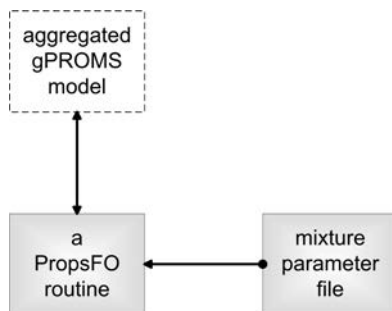 aggregated
gPROMS
model
a
PropsFO
routine
mixture
parameter
file